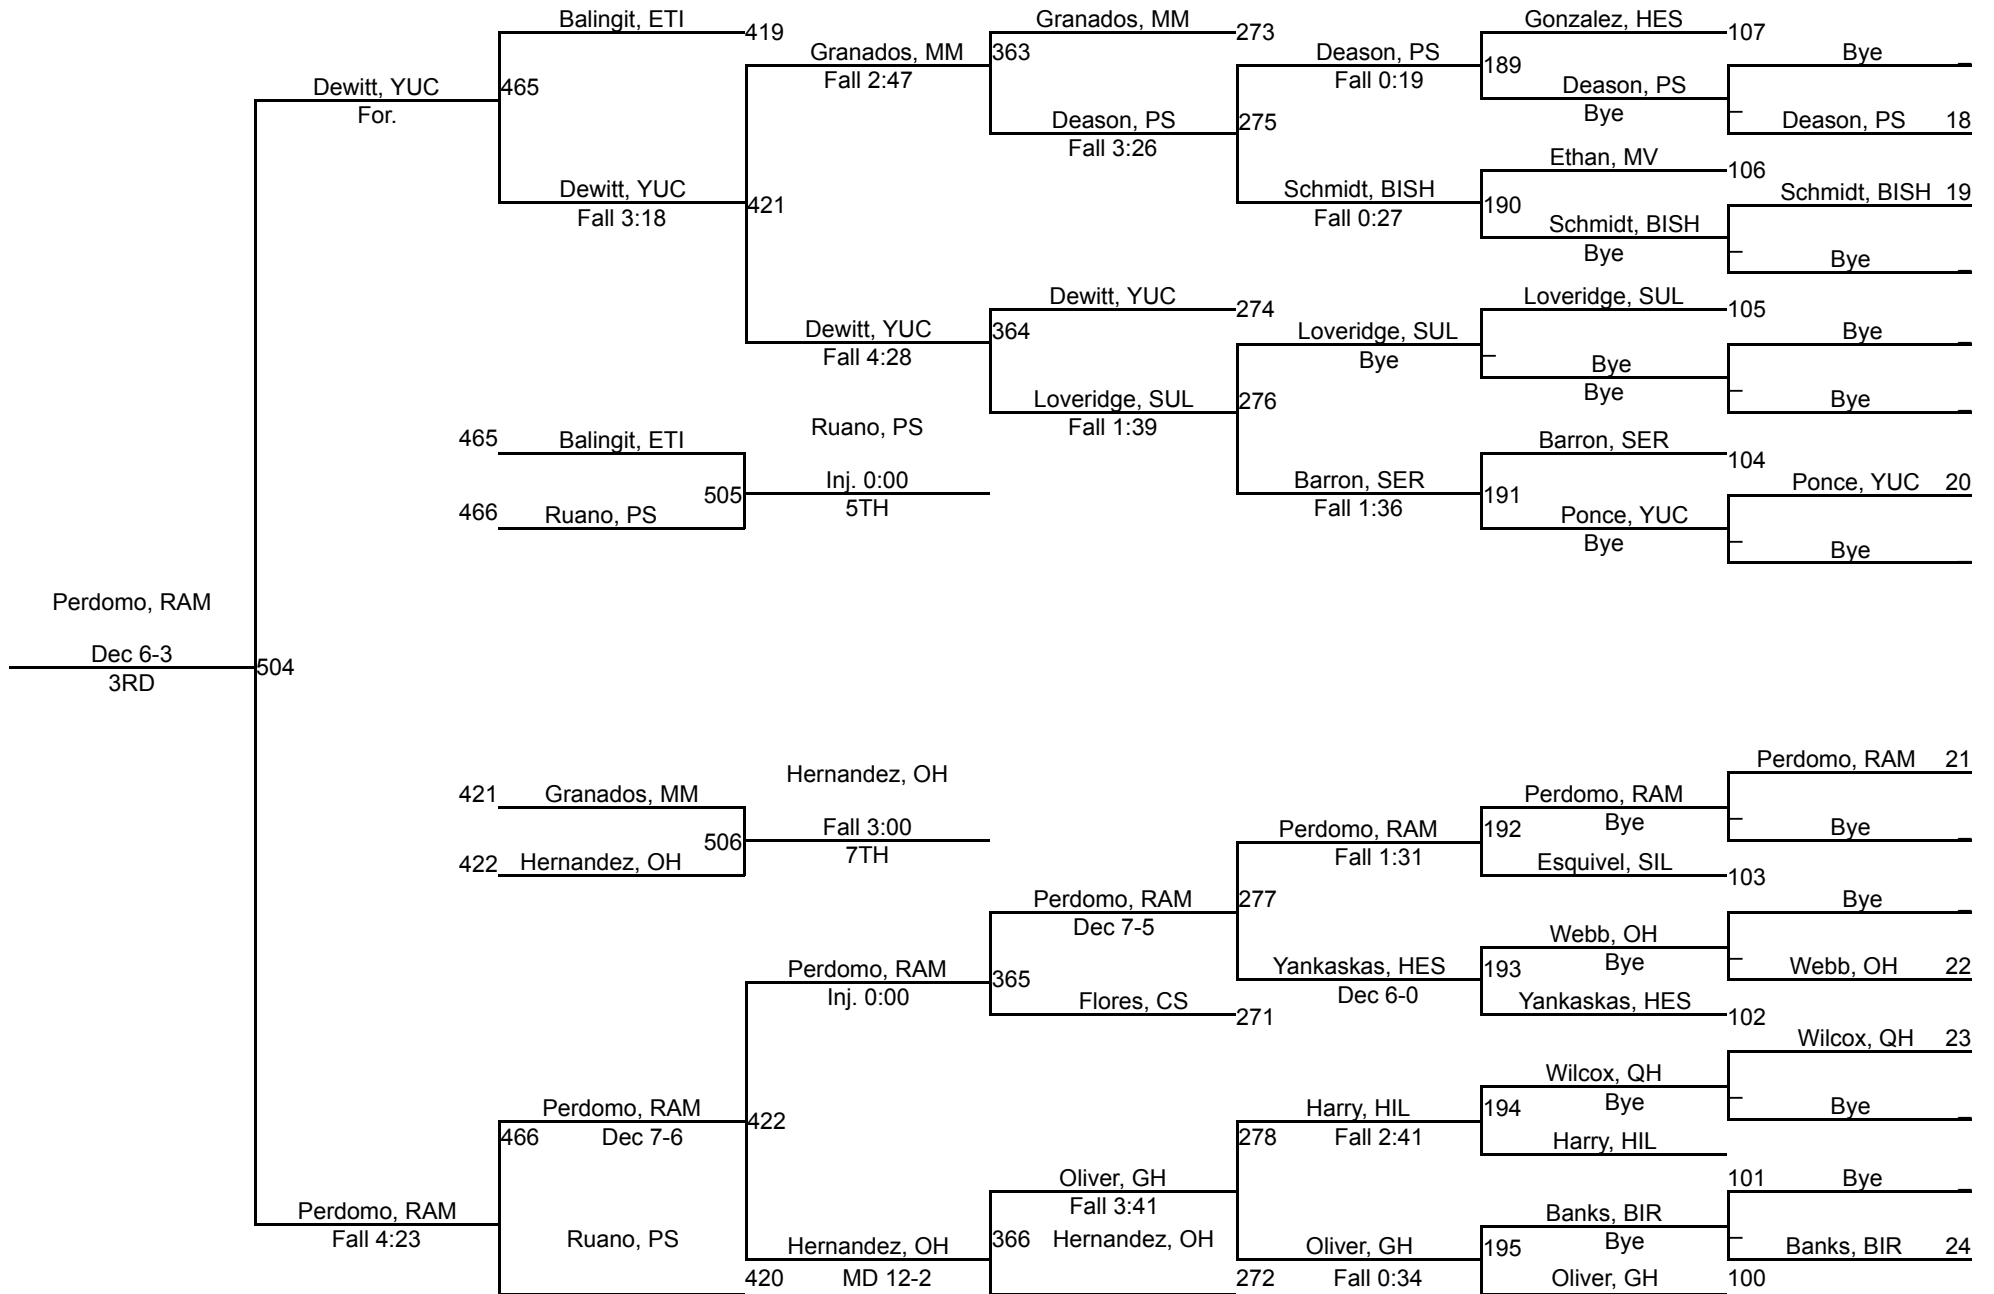 Balingit, ETI
419
Granados, MM
273
Gonzalez, HES
107
Granados, MM
363
Deason, PS
Bye
_
Fall 2:47
Fall 0:19
189
Dewitt, YUC
465
Deason, PS
For.
Bye
Deason, PS
275
_
Deason, PS 18
Fall 3:26
Ethan, MV
106
Dewitt, YUC
Schmidt, BISH
Schmidt, BISH 19
Fall 3:18
421
Fall 0:27
190
Schmidt, BISH
Bye
_
Bye
_
Dewitt, YUC
274
Loveridge, SUL
105
Dewitt, YUC
364
Loveridge, SUL
Bye
_
Fall 4:28
Bye
_
Bye
Bye
_
Loveridge, SUL
276
Bye
_
Fall 1:39
Ruano, PS
465
Balingit, ETI
Barron, SER
104
505
Inj. 0:00
Barron, SER
Ponce, YUC 20
5TH
Fall 1:36
191
466
Ruano, PS
Ponce, YUC
Bye
_
Bye
Perdomo, RAM
Dec 6-3
504
3RD
Perdomo, RAM 21
Hernandez, OH
421
Granados, MM
Perdomo, RAM
506
Fall 3:00
Perdomo, RAM
192
Bye
_
Bye
_
7TH
Fall 1:31
422
Hernandez, OH
Esquivel, SIL
103
Perdomo, RAM
277
Bye
_
Dec 7-5
Webb, OH
Perdomo, RAM
Yankaskas, HES
193
Bye
_
Webb, OH 22
Inj. 0:00
365
Dec 6-0
Flores, CS
271
Yankaskas, HES
102
Wilcox, QH 23
Wilcox, QH
Perdomo, RAM
Harry, HIL
194
Bye
_
Bye
_
466
Dec 7-6
422
278
Fall 2:41
Harry, HIL
Oliver, GH
101
Bye
_
Fall 3:41
Perdomo, RAM
Banks, BIR
Fall 4:23
Ruano, PS
Hernandez, OH
366
Hernandez, OH
Oliver, GH
195
Bye
_
Banks, BIR 24
420
MD 12-2
272
Fall 0:34
Oliver, GH
100